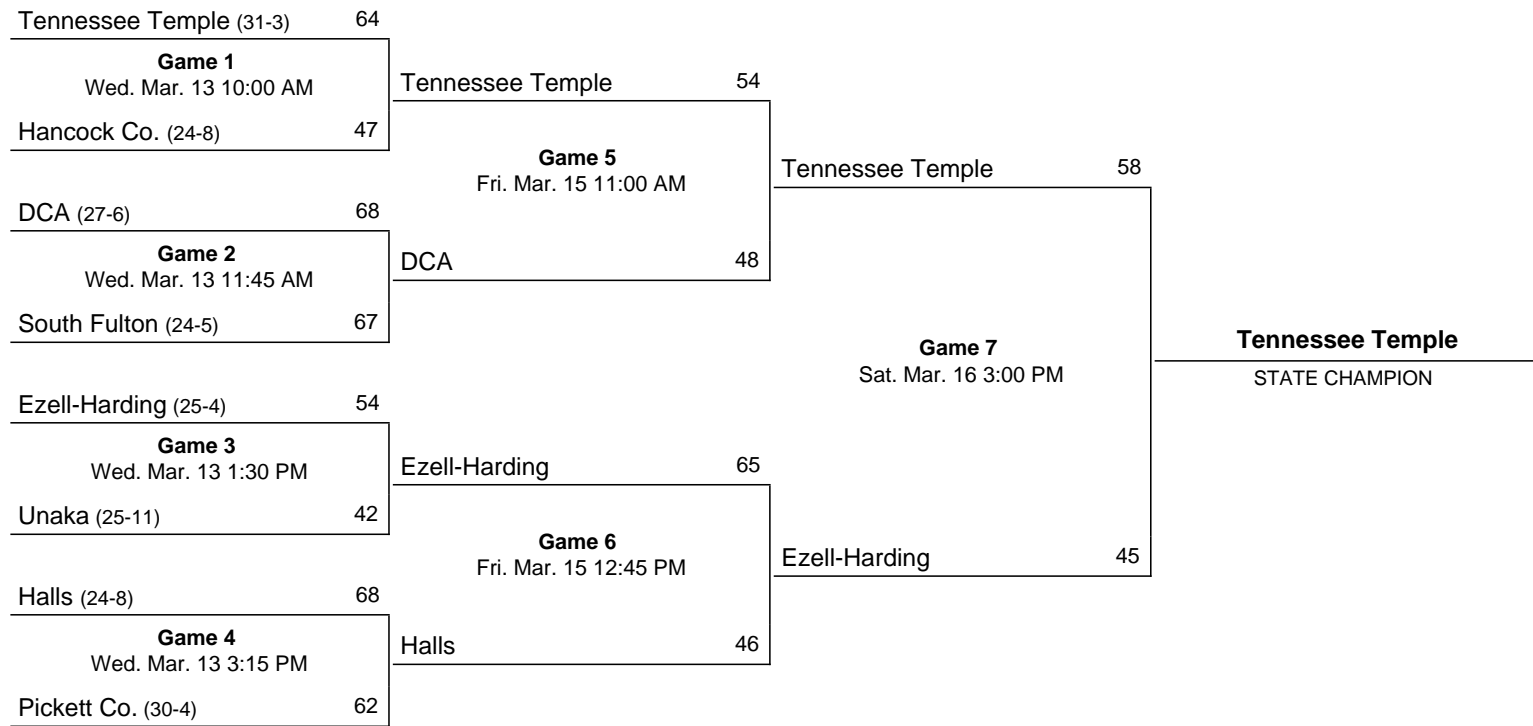 Tennessee Temple (31-3) 64
Game 1
Wed. Mar. 13 10:00 AM
Hancock Co. (24-8) 47
DCA (27-6) 68
Game 2
Wed. Mar. 13 11:45 AM
South Fulton (24-5) 67
Ezell-Harding (25-4) 54
Game 3
Wed. Mar. 13 1:30 PM
Unaka (25-11) 42
Halls (24-8) 68
Game 4
Wed. Mar. 13 3:15 PM
Pickett Co. (30-4) 62
Tennessee Temple 54
Game 5
Fri. Mar. 15 11:00 AM
DCA 48
Ezell-Harding 65
Game 6
Fri. Mar. 15 12:45 PM
Halls 46
Tennessee Temple 58
Game 7
Sat. Mar. 16 3:00 PM
Ezell-Harding 45
Tennessee Temple
STATE CHAMPION